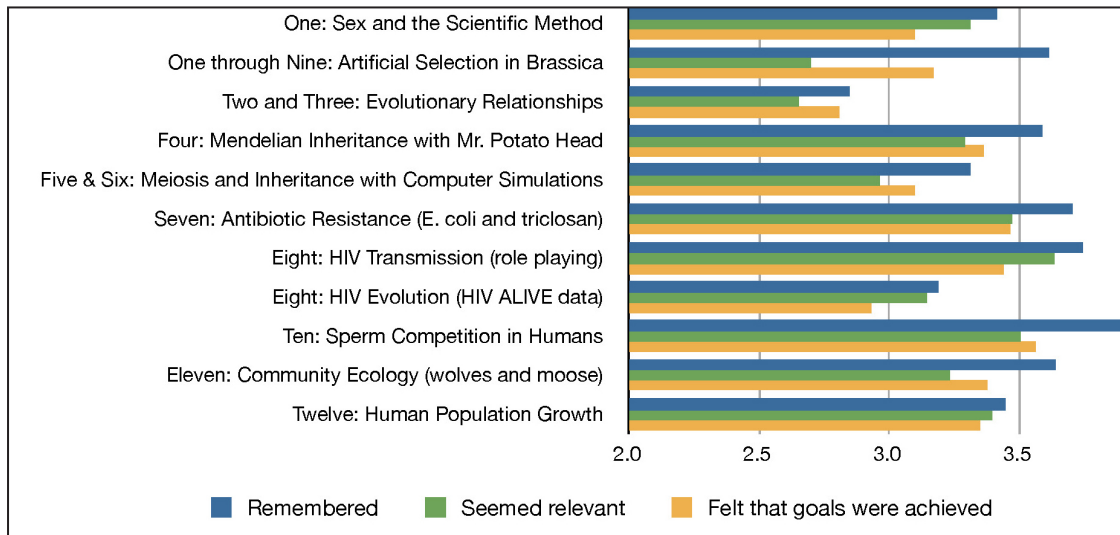 One: Sex and the Scientific Method
One through Nine: Artificial Selection in Brassica
Two and Three: Evolutionary Relationships
Four: Mendelian Inheritance with Mr. Potato Head
Five & Six: Meiosis and Inheritance with Computer Simulations
Seven: Antibiotic Resistance (E. coli and triclosan)
Eight: HIV Transmission (role playing)
Eight: HIV Evolution (HIV ALIVE data)
Ten: Sperm Competition in Humans
Eleven: Community Ecology (wolves and moose)
Twelve: Human Population Growth
2.0 2.5 3.0 3.5
Remembered Seemed relevant Felt that goals were achieved